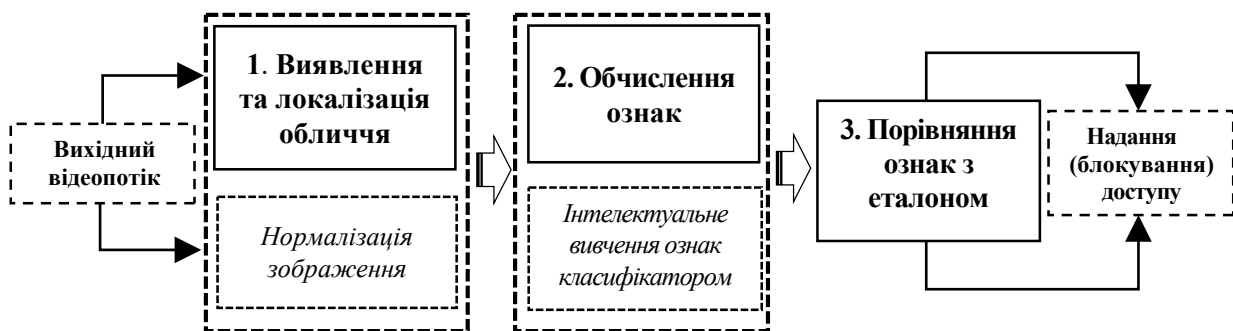 Вихідний
відеопотік
1. Виявлення
та локалізація
обличчя
Нормалізація
зображення
2. Обчислення
ознак
Інтелектуальне
вивчення ознак
класифікатором
3. Порівняння
ознак з
еталоном
Надання
(блокування)
доступу